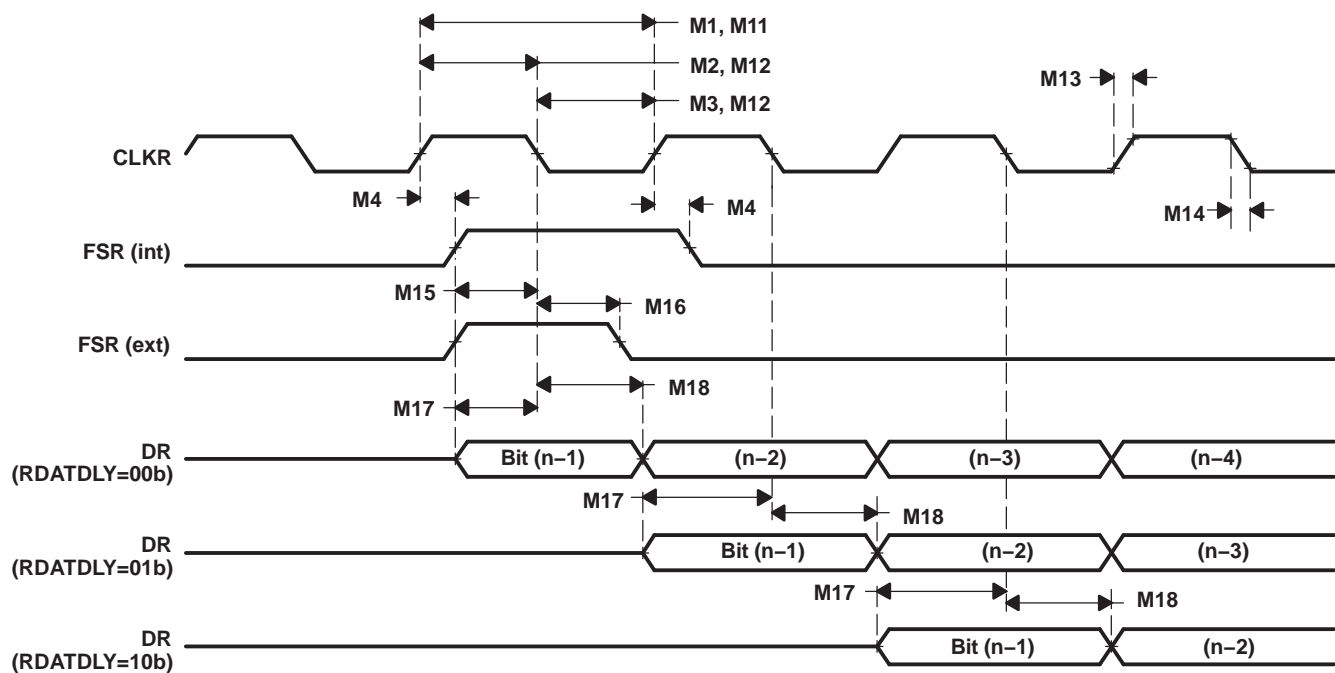 M1, M11
M2, M12
M13
M3, M12
CLKR
M4
M4
M14
FSR (int)
M15
M16
FSR (ext)
M18
M17
DR
(RDATDLY=00b)
Bit (n−1)
(n−2)
(n−3)
(n−4)
M17
M18
DR
(RDATDLY=01b)
Bit (n−1)
(n−2)
(n−3)
M17
M18
DR
(RDATDLY=10b)
Bit (n−1)
(n−2)